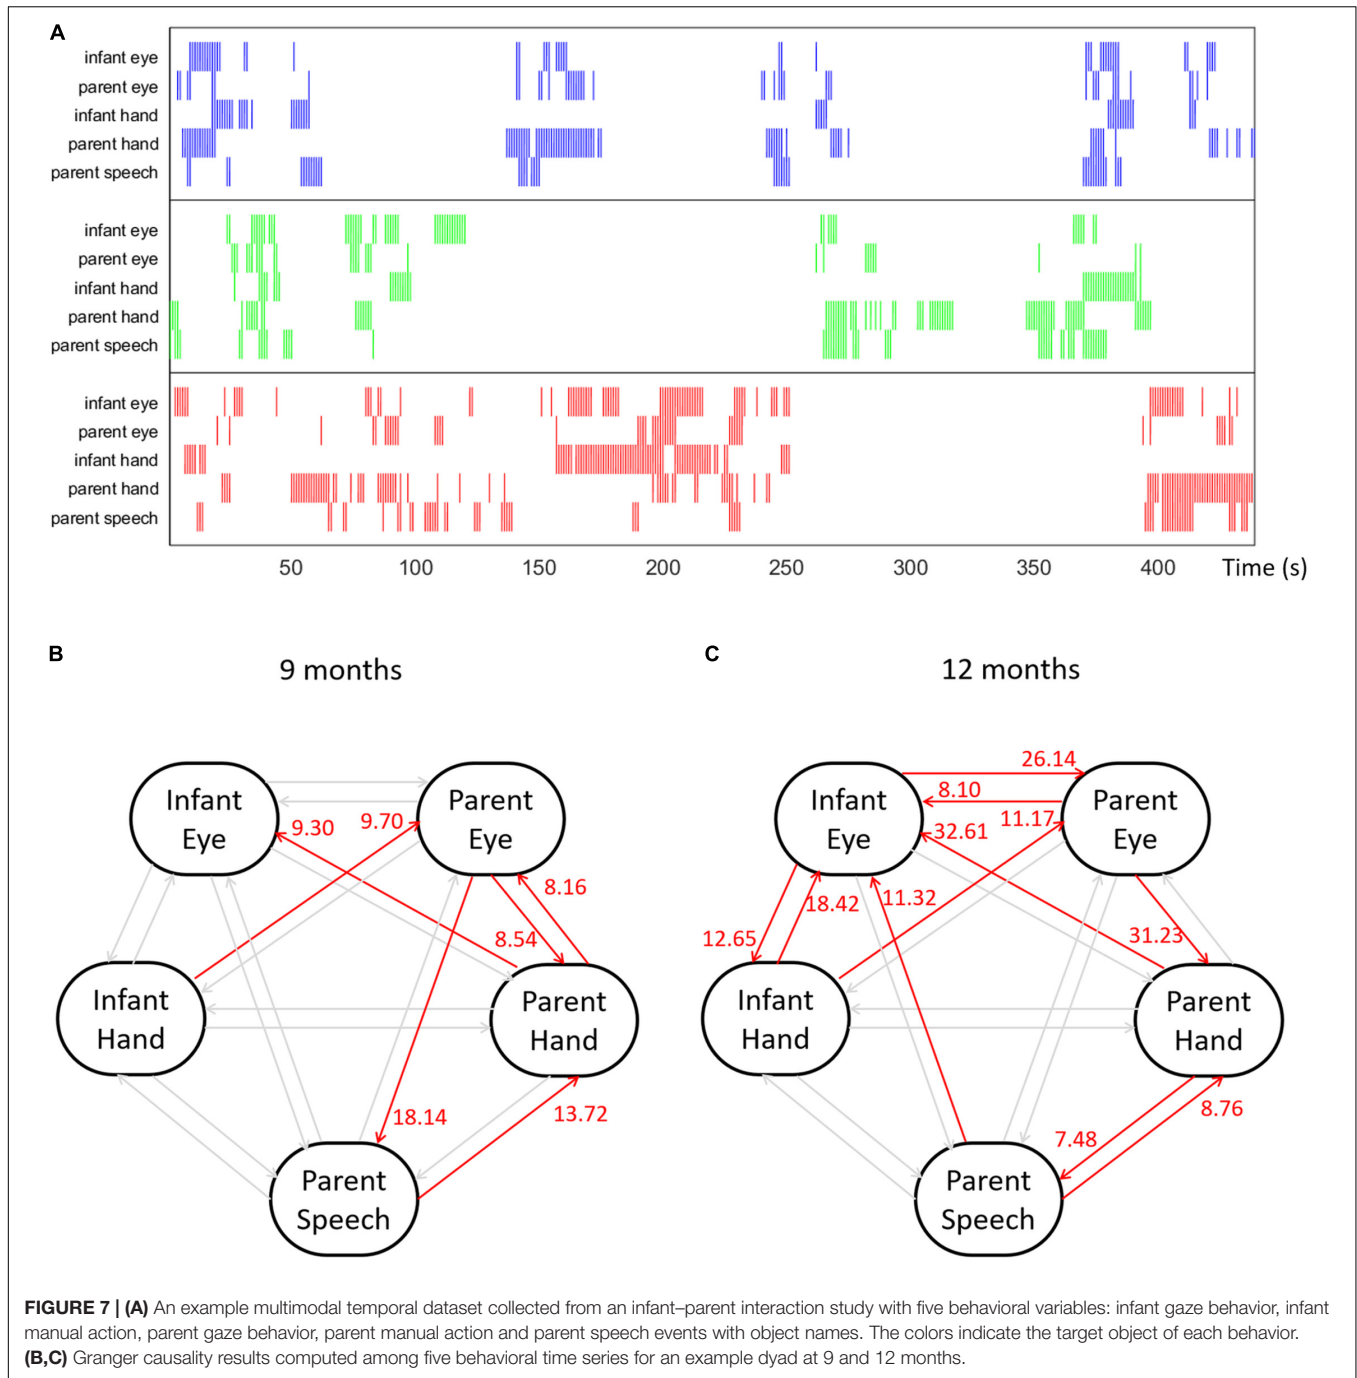 A
infant eye
parent eye
infant hand
parent hand
parent speech
infant eye
parent eye
infant hand
parent hand
parent speech
infant eye
parent eye
infant hand
parent hand
parent speech
50 100 150 200 250 300 350 400 Time (s)
B
9 months
Infant
Eye
Parent
Eye
9.30
9.70
8.16
8.54
Infant
Hand
Parent
Hand
18.14
13.72
Parent
Speech
C
12 months
26.14
8.10
Infant
Eye
Parent
Eye
32.61
11.17
18.42
11.32
12.65
31.23
Infant
Hand
Parent
Hand
8.76
7.48
Parent
Speech
FIGURE 7 | (A) An example multimodal temporal dataset collected from an infant–parent interaction study with five behavioral variables: infant gaze behavior, infant
manual action, parent gaze behavior, parent manual action and parent speech events with object names. The colors indicate the target object of each behavior.
(B,C) Granger causality results computed among five behavioral time series for an example dyad at 9 and 12 months.